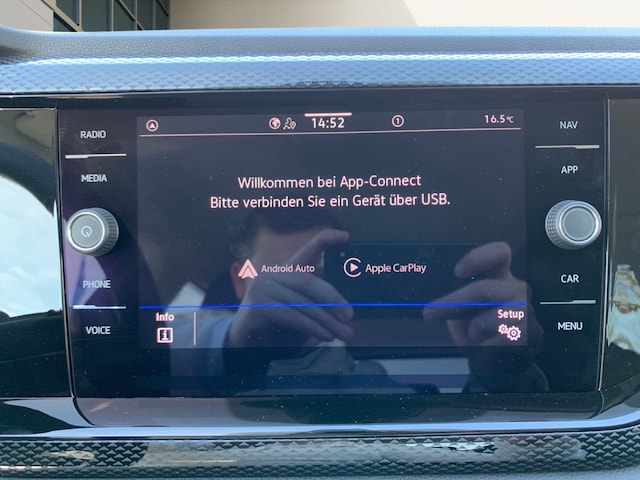 RADIO
MEDIA
PHONE
VOICE
14:52
1
16.5°C
Willkommen bei App-Connect
Bitte verbinden Sie ein Gerät über USB.
Android Auto
Apple CarPlay
Info
Setup
NAV
APP
CAR
MENU